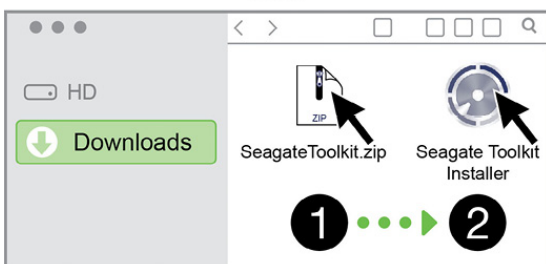 HD
Downloads
ZIP
SeagateToolkit.zip
Seagate Toolkit
Installer
1
2